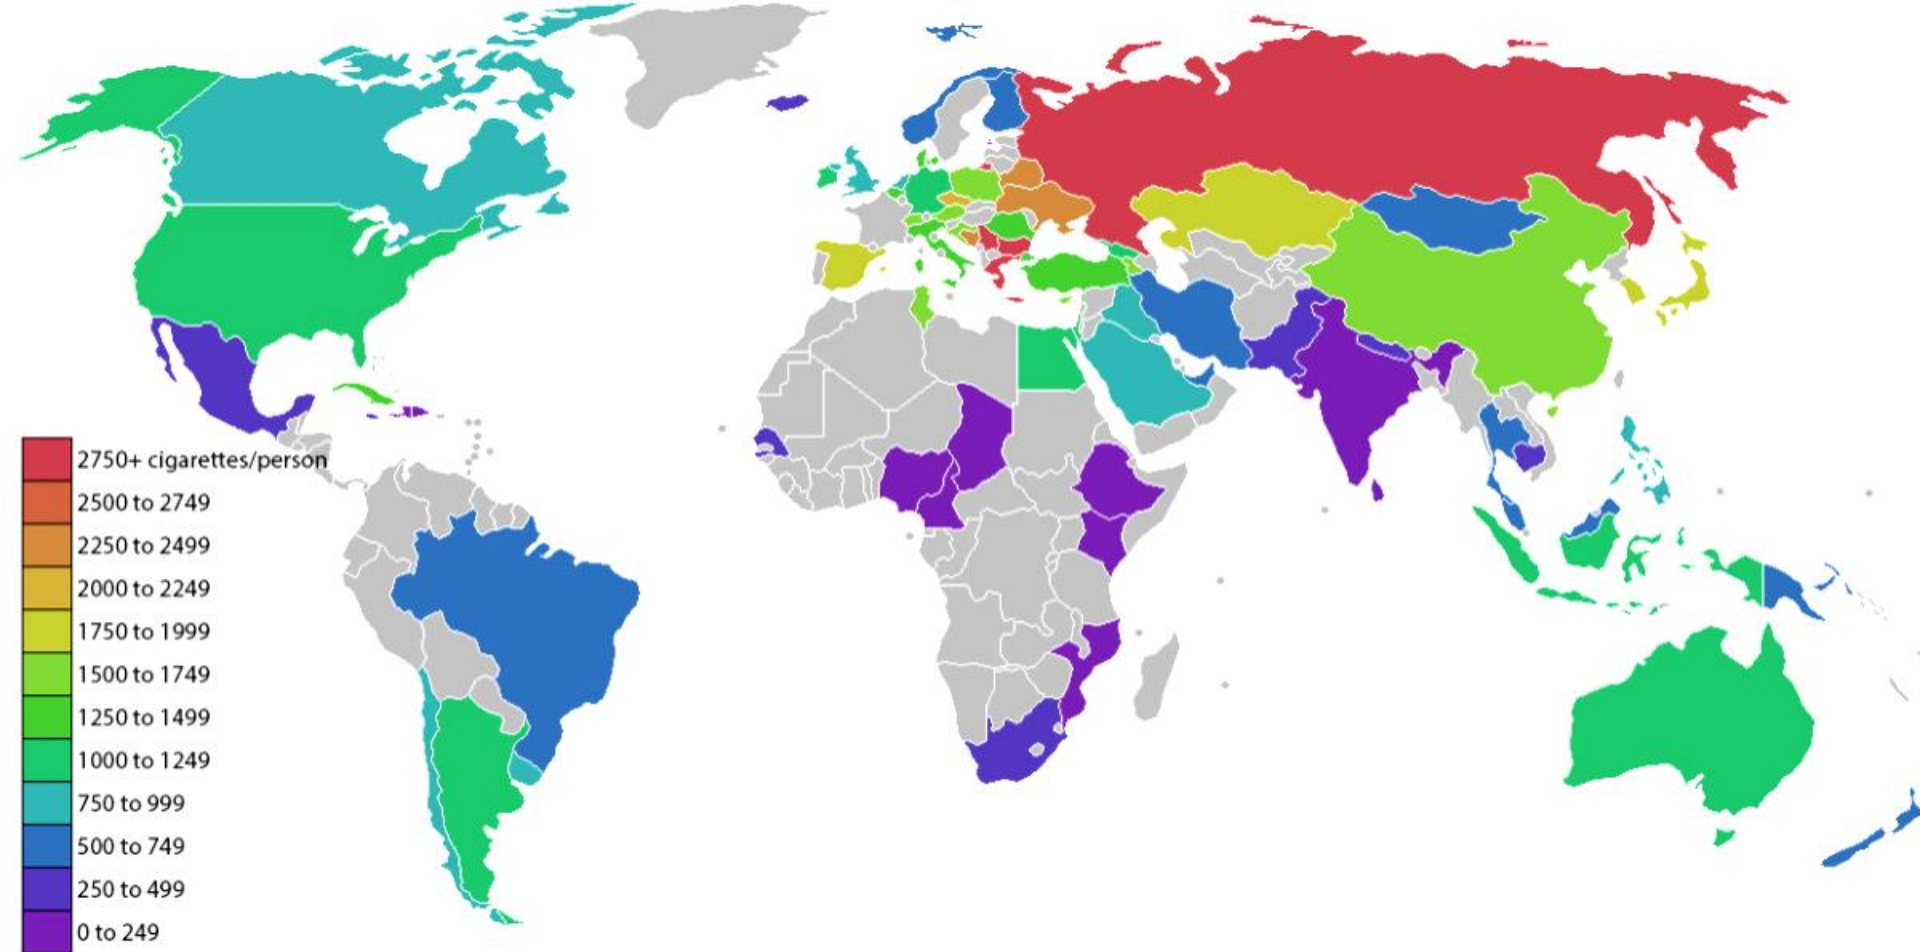 2750+ cigarettes/person
2500 to 2749
2250 to 2499
2000 to 2249
1750 to 1999
1500 to 1749
1250 to 1499
1000 to 1249
750 to 999
500 to 749
250 to 499
0 to 249